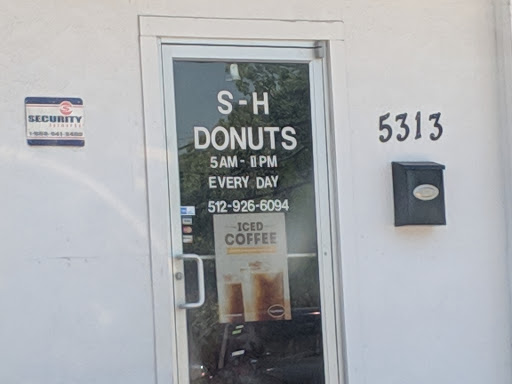 S-H
DONUTS
5AM - 11PM
EVERY DAY
512-926-6094
ICED
COFFEE
SECURITY
5313